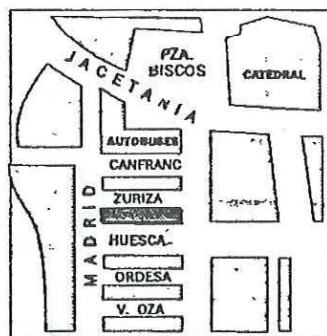 PZA.
BISCOS
JACETANIA
CATEDRAL
AUTOBUSES
CANFRANC
ZURIZA
MADRID
HUESCA
ORDESA
V. OZA